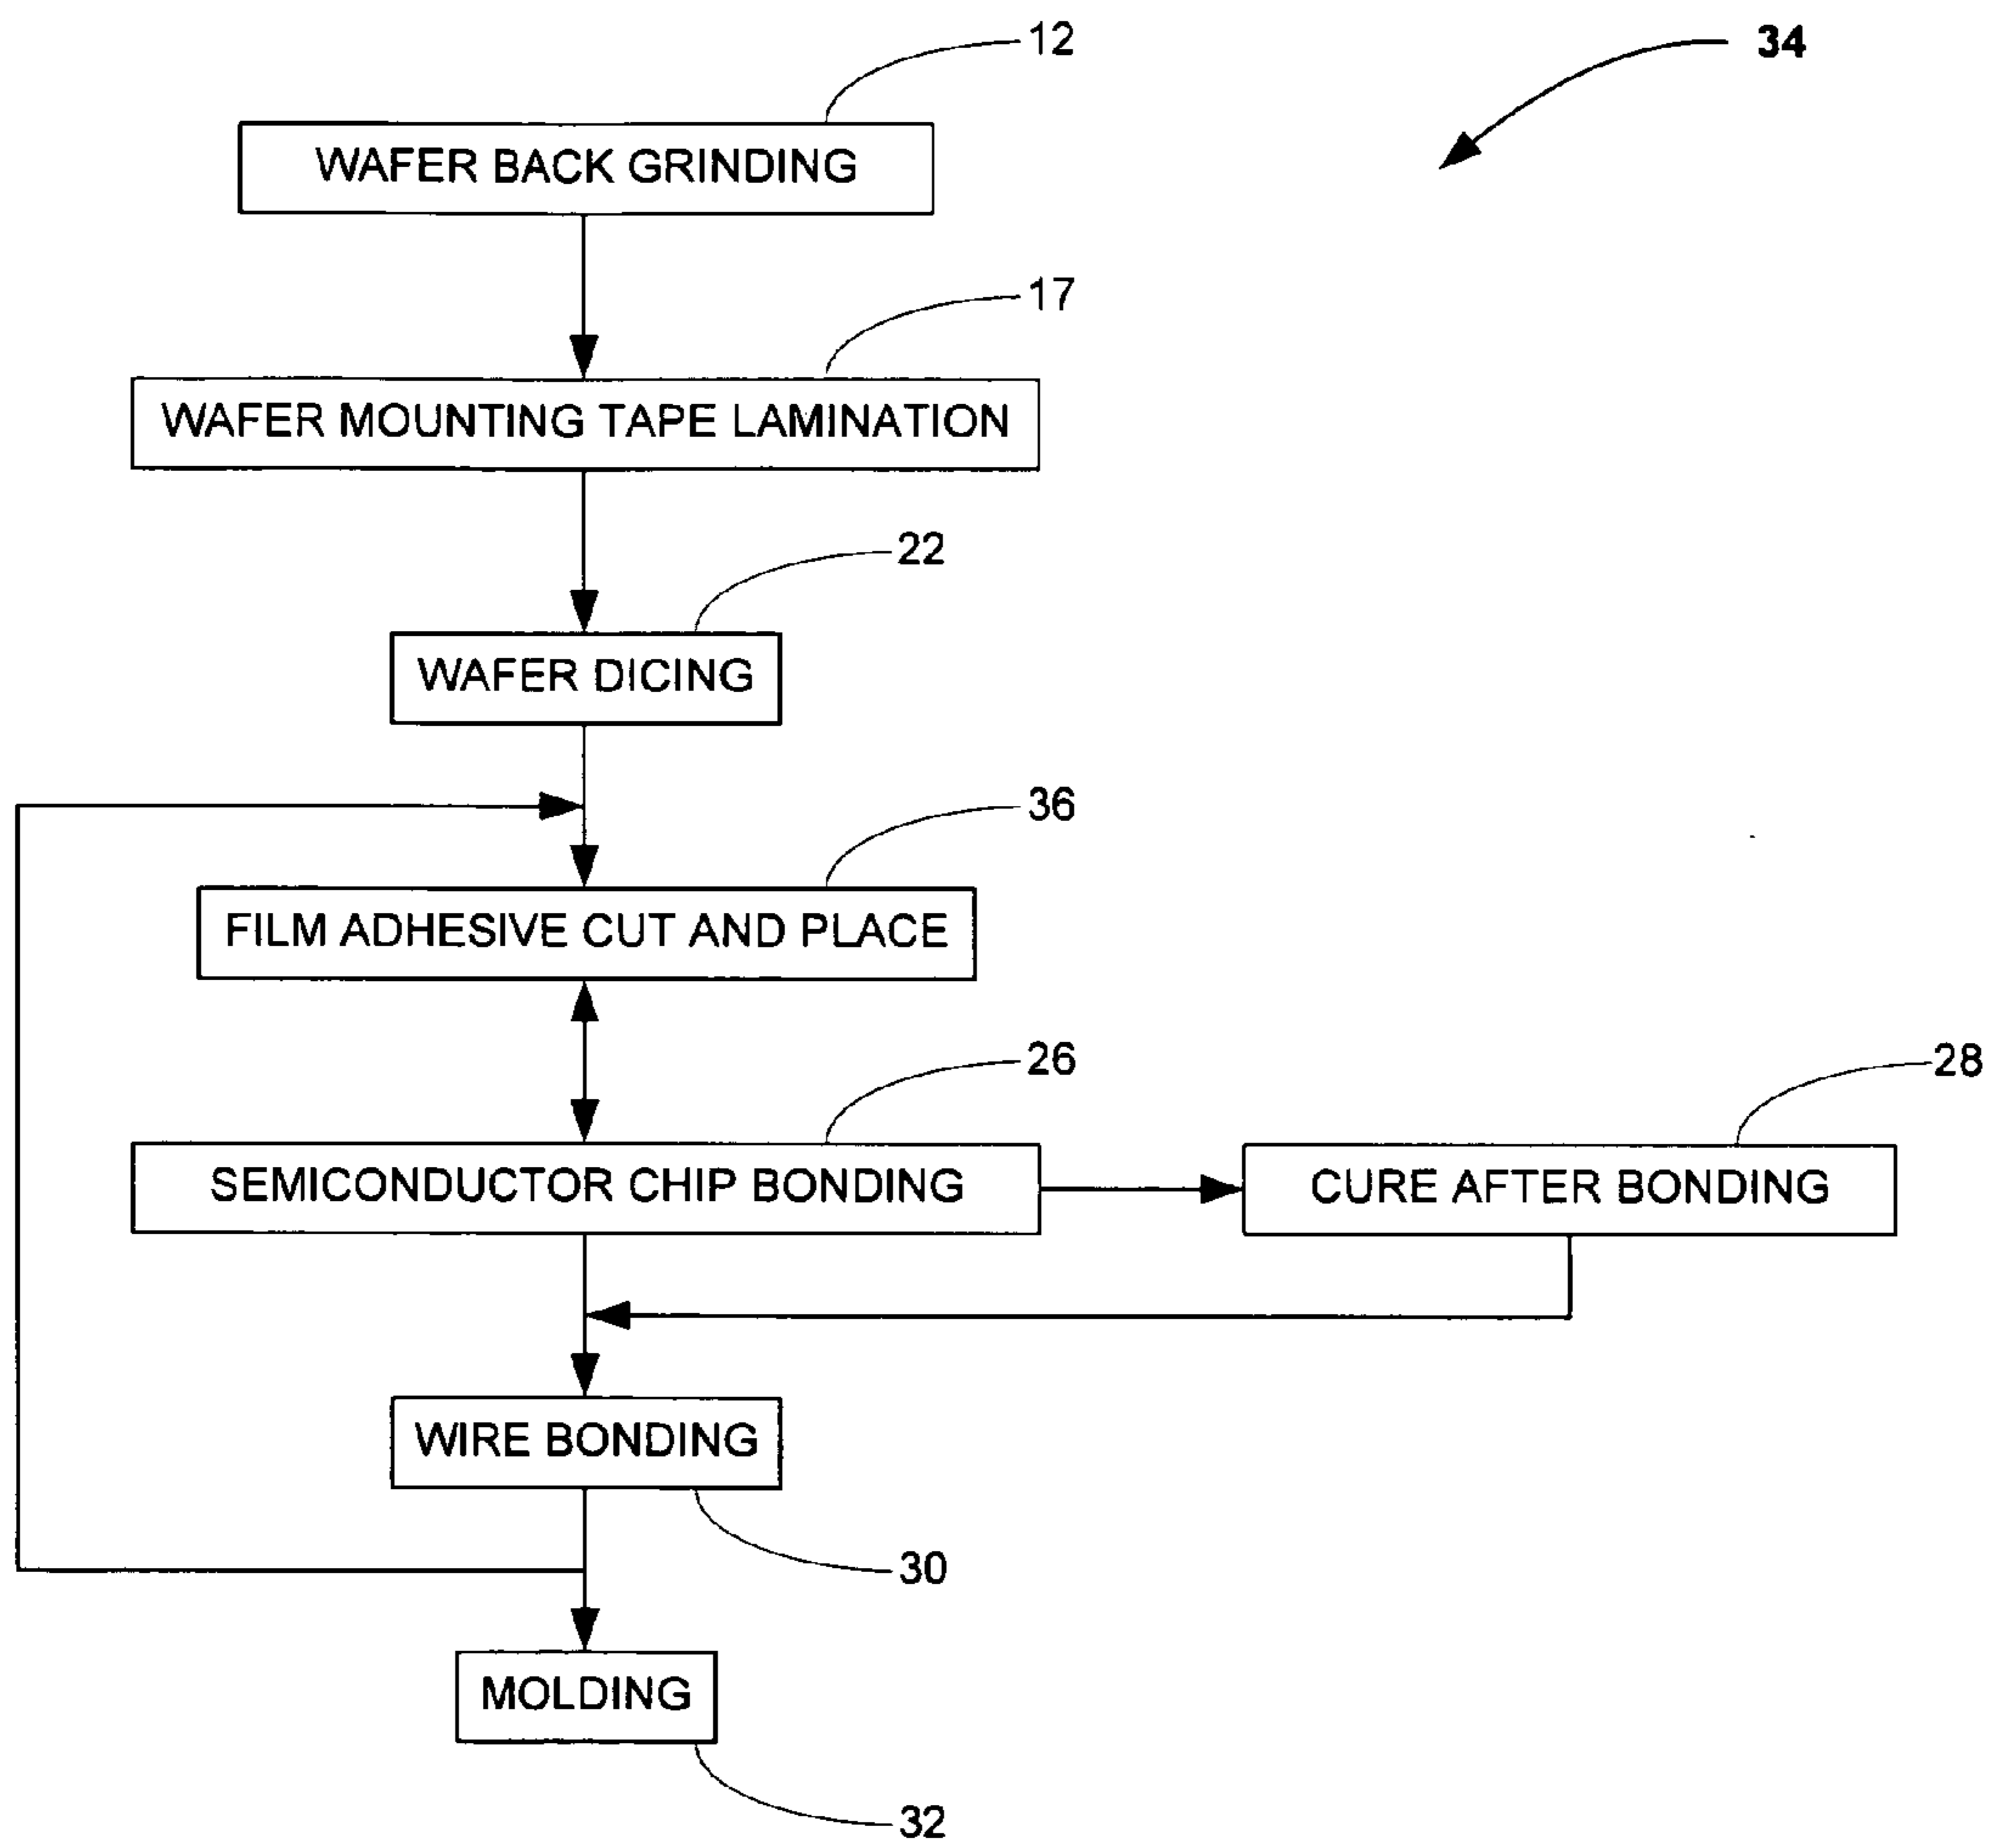 12
34
WAFER BACK GRINDING
17
WAFER MOUNTING TAPE LAMINATION
22
WAFER DICING
36
FILM ADHESIVE CUT AND PLACE
26
28
SEMICONDUCTOR CHIP BONDING
CURE AFTER BONDING
WIRE BONDING
30
MOLDING
32